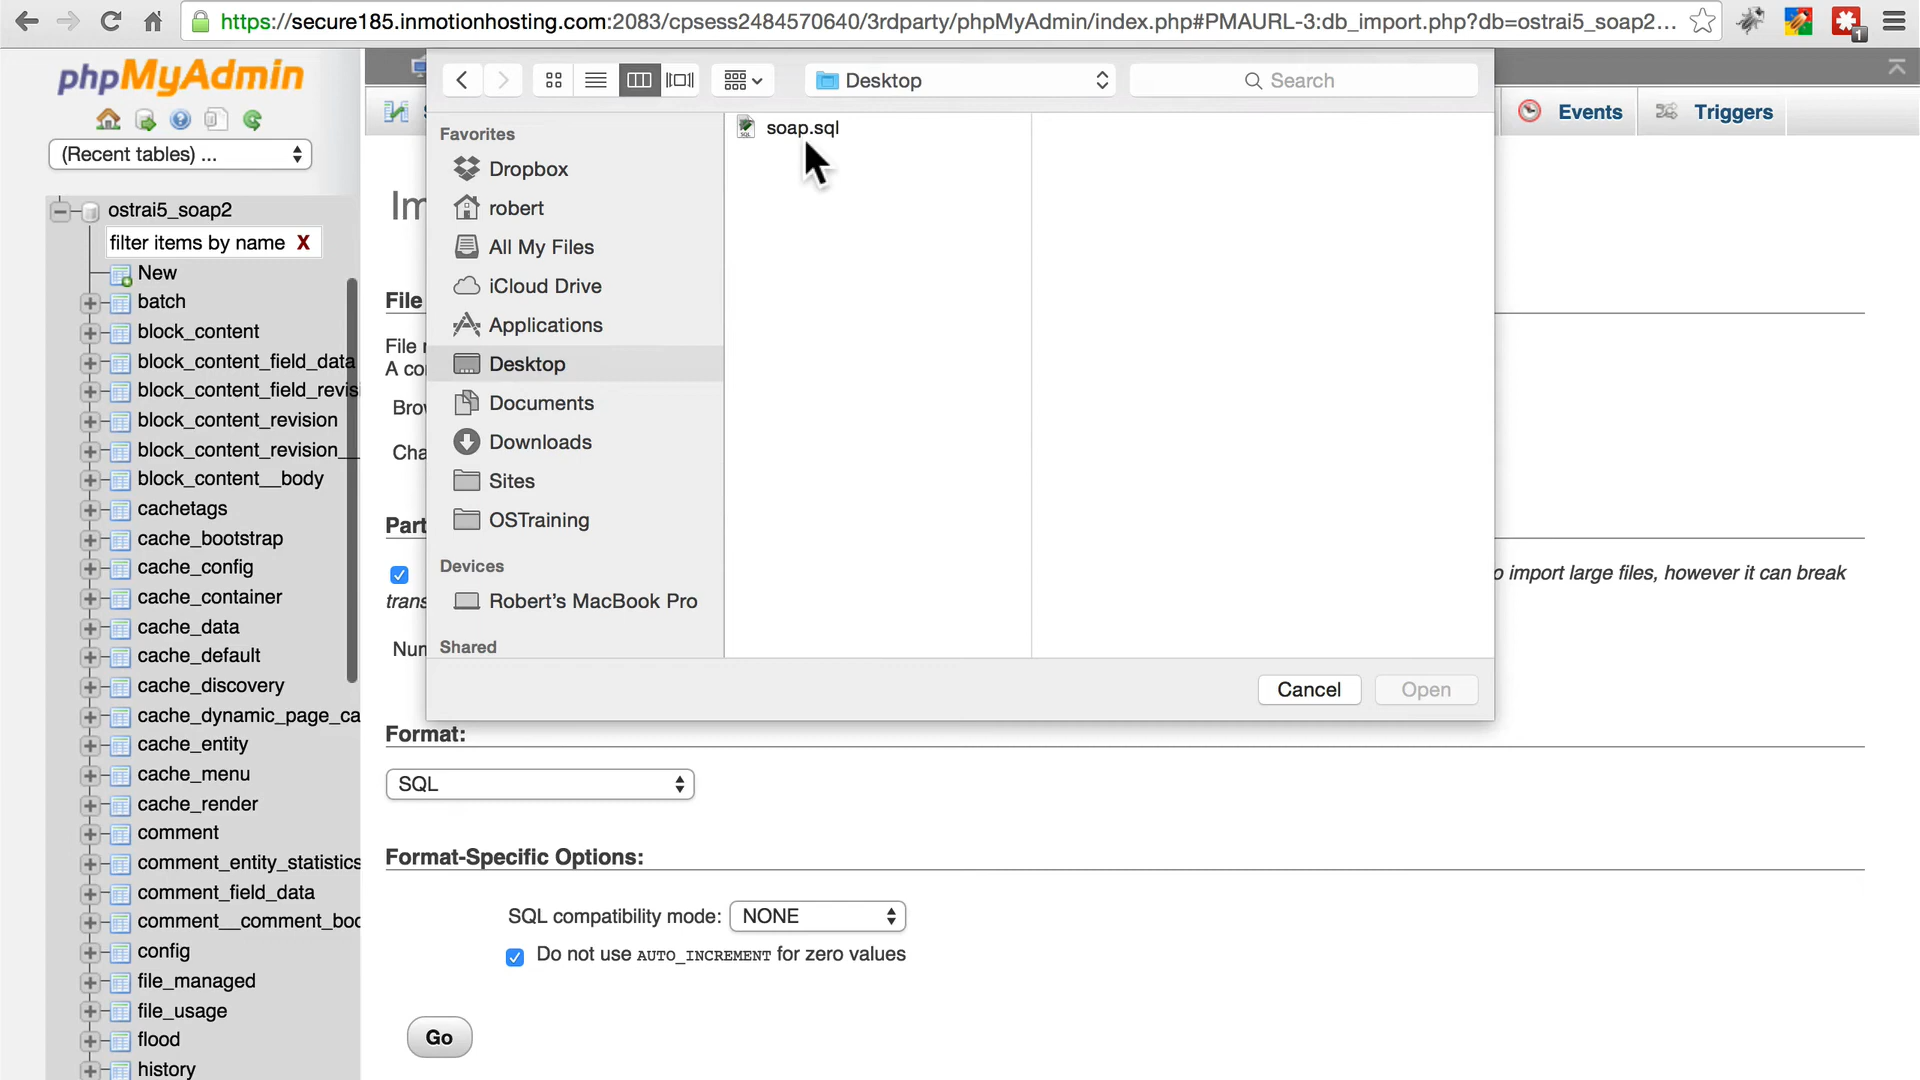 https://secure185.inmotionhosting.com:2083/cpsess2484570640/3rdparty/phpMyAdmin/index.php#PMAURL-3:db_import.php?db=ostrai5_soap2...
1
phpMyAdmin
(Recent tables) ...
ostrai5_soap2
filter items by name X
New
batch
block_content
block_content_field_data
block_content_field_revis
block_content_revision
block_content_revision__
block_content__body
cachetags
cache_bootstrap
cache_config
cache_container
cache_data
cache_default
cache_discovery
cache_dynamic_page_ca
cache_entity
cache_menu
cache_render
comment
comment_entity_statistics
comment_field_data
comment__comment_boc
config
file_managed
file_usage
flood
history
Desktop
Search
Favorites
Dropbox
robert
All My Files
iCloud Drive
Applications
Desktop
Documents
Downloads
Sites
OSTraining
Devices
Robert's MacBook Pro
Shared
soap.sql
Cancel
Open
Events
Triggers
Im
File
File
A co
Bro
Cha
Part
o import large files, however it can break
trans
Num
Format:
SQL
Format-Specific Options:
SQL compatibility mode: NONE
Do not use AUTO_INCREMENT for zero values
Go